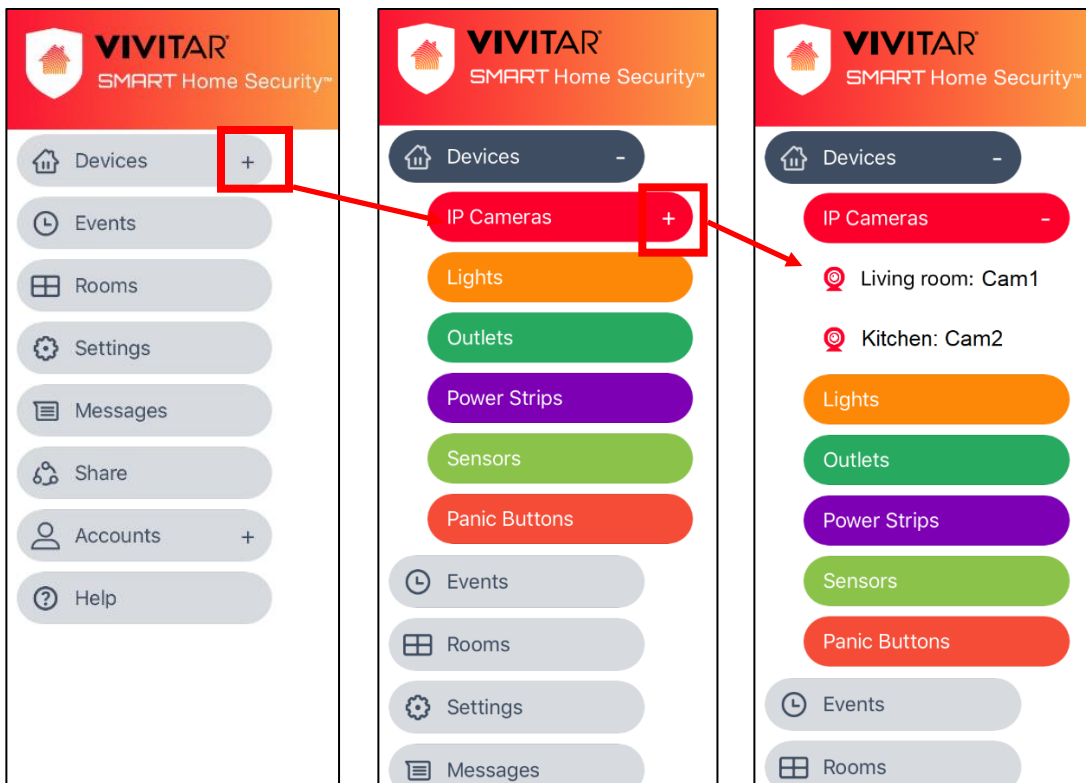 VIVITAR
SMART Home Security™
Devices +
Events
Rooms
Settings
Messages
Share
Accounts +
Help
VIVITAR
SMART Home Security™
Devices -
IP Cameras +
Lights
Outlets
Power Strips
Sensors
Panic Buttons
Events
Rooms
Settings
Messages
VIVITAR
SMART Home Security™
Devices -
IP Cameras -
Living room: Cam1
Kitchen: Cam2
Lights
Outlets
Power Strips
Sensors
Panic Buttons
Events
Rooms